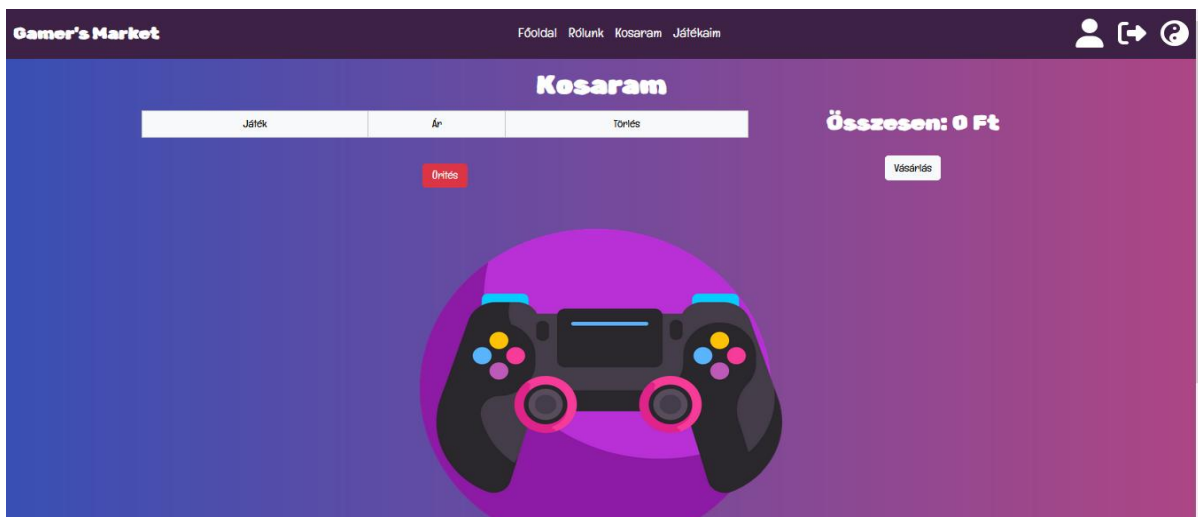 Gamer's Market
Főoldal Rólunk Kosaram Játékaim
Kosaram
Játék Ár Törlés
Összesen: 0 Ft
Ürítés
Vásárlás